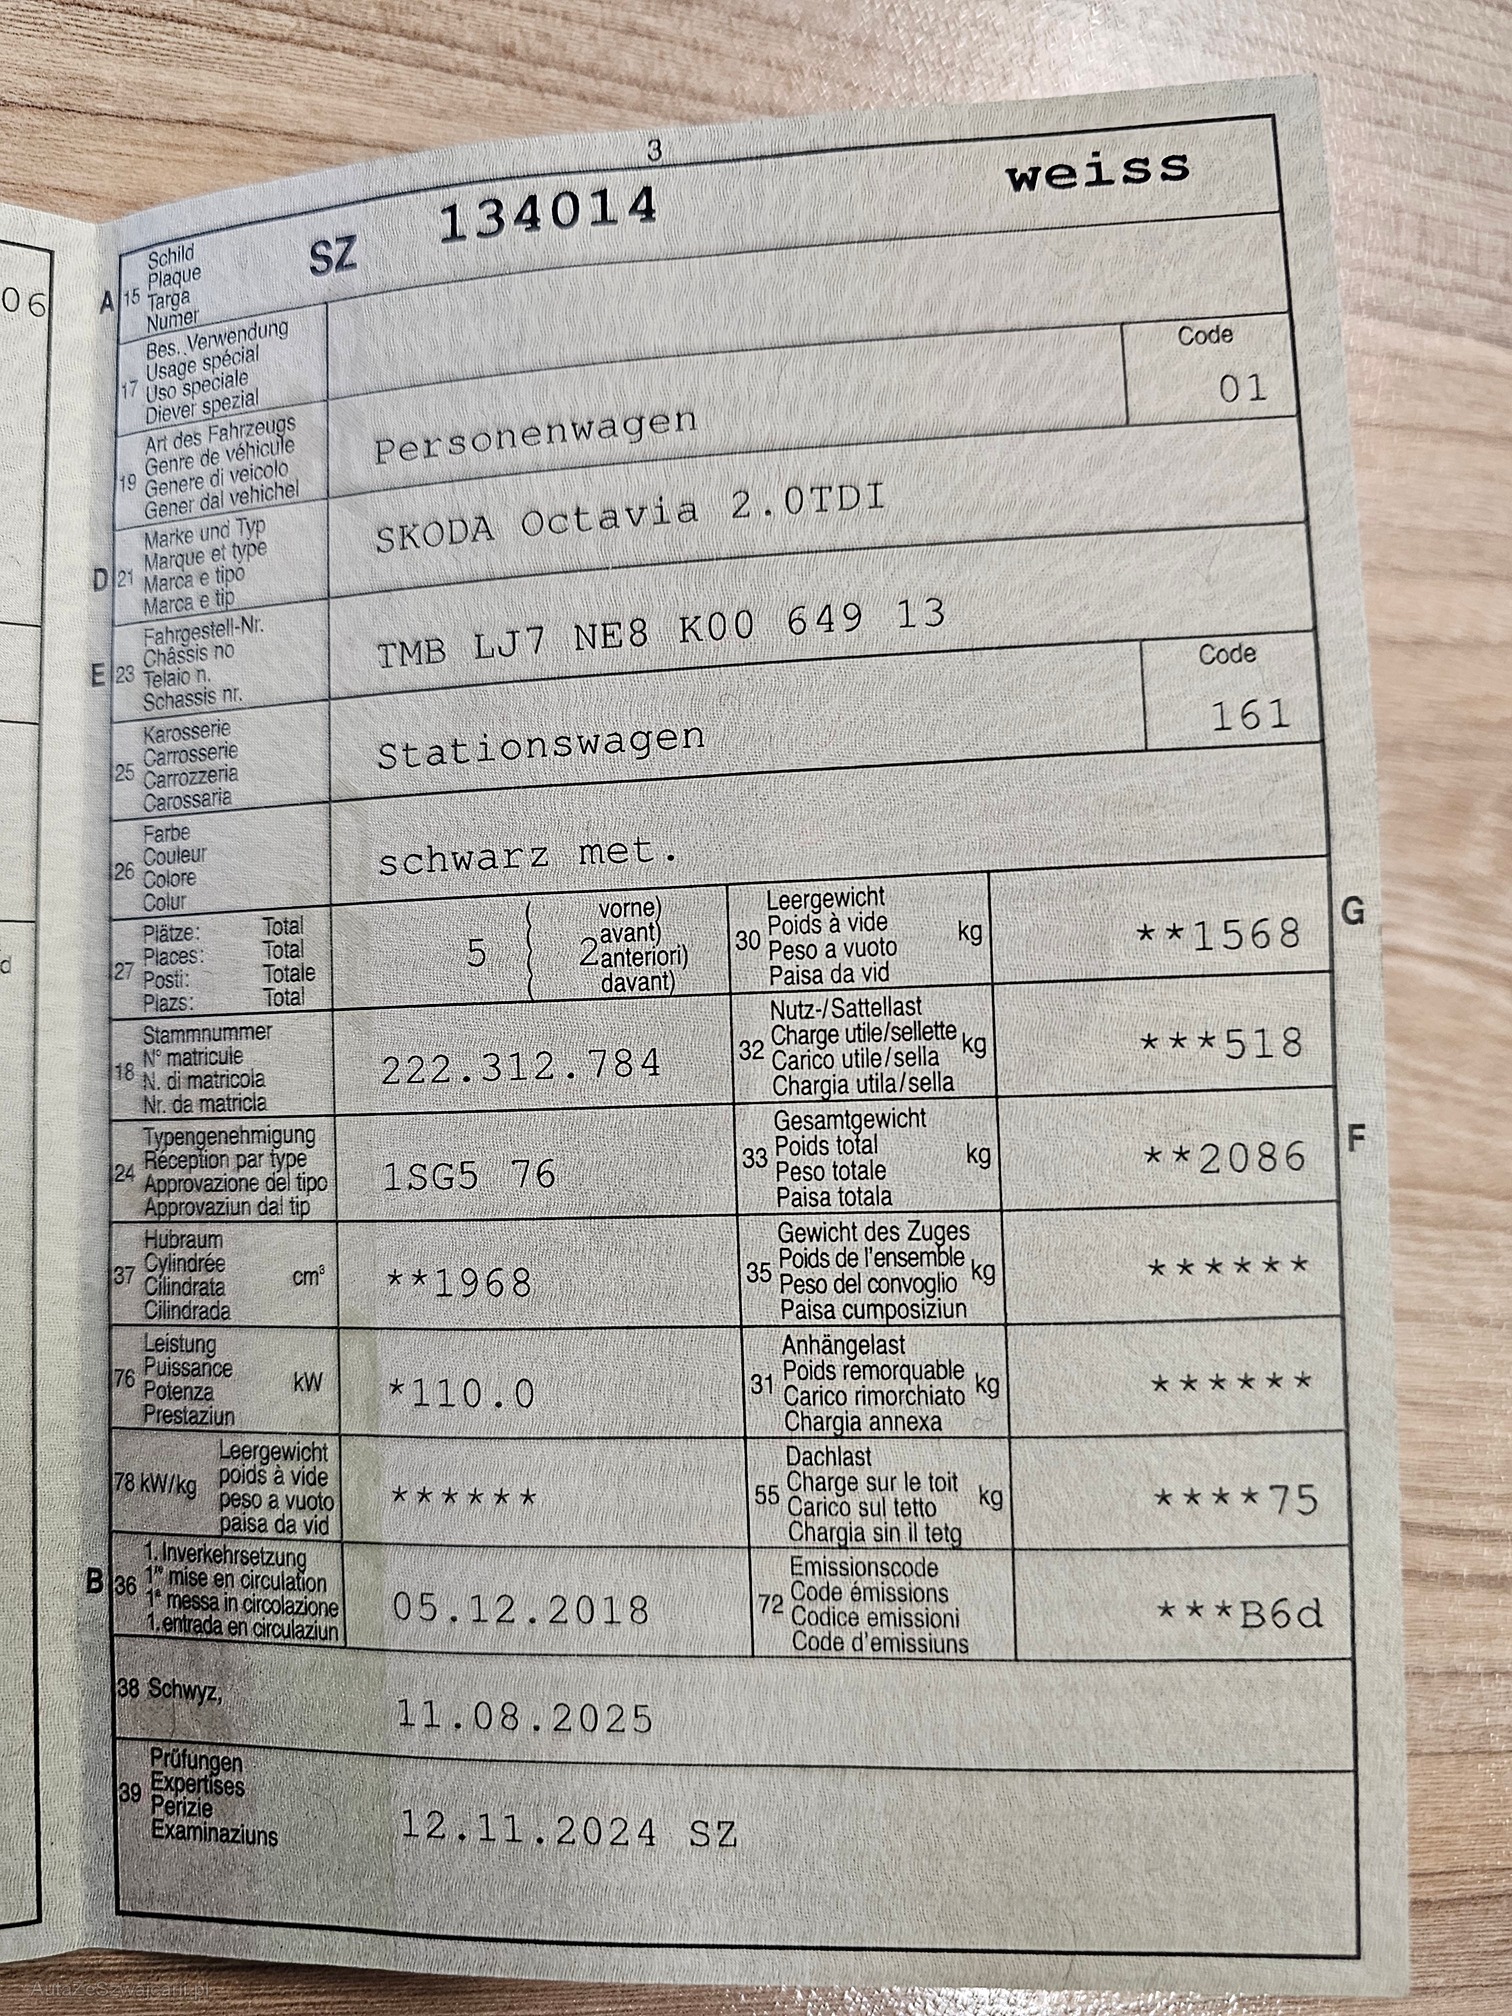 3
A 15 Schild
Plaque
Targa
Numer
SZ 134014 weiss
17 Bes. Verwendung
Usage spécial
Uso speciale
Diever spezial
19 Art des Fahrzeugs
Genre de véhicule
Genere di veicolo
Gener dal vehichel
Personenwagen
Code
01
D 21 Marke und Typ
Marque et type
Marca e tipo
Marca e tip
SKODA Octavia 2.0TDI
E 23 Fahrgestell-Nr.
Châssis no
Telaio n.
Schassis nr.
TMB LJ7 NE8 K00 649 13
25 Karosserie
Carrosserie
Carrozzeria
Carossaria
Stationswagen
Code
161
26 Farbe
Couleur
Colore
Colur
schwarz met.
27 Plätze: Total
Places: Total
Posti: Totale
Plazs: Total
5 2
vorne)
avant)
anteriori)
davant)
30 Leergewicht
Poids à vide
Peso a vuoto
Paisa da vid
kg
**1568
G
18 Stammnummer
N° matricule
N. di matricola
Nr. da matricla
222.312.784
32 Nutz-/Sattellast
Charge utile/sellette
Carico utile/sella
Chargia utila/sella
kg
***518
24 Typengenehmigung
Réception par type
Approvazione del tipo
Approvaziun dal tip
1SG5 76
33 Gesamtgewicht
Poids total
Peso totale
Paisa totala
kg
**2086
F
37 Hubraum
Cylindrée
Cilindrata
Cilindrada
cm³
**1968
35 Gewicht des Zuges
Poids de l'ensemble
Peso del convoglio
Paisa cumposiziun
kg
******
76 Leistung
Puissance
Potenza
Prestaziun
kW
*110.0
31 Anhängelast
Poids remorquable
Carico rimorchiato
Chargia annexa
kg
******
78 kW/kg
Leergewicht
poids à vide
peso a vuoto
paisa da vid
******
55 Dachlast
Charge sur le toit
Carico sul tetto
Chargia sin il tetg
kg
****75
B 36 1. Inverkehrsetzung
1re mise en circulation
1a messa in circolazione
1. entrada en circulaziun
05.12.2018
72 Emissionscode
Code émissions
Codice emissioni
Code d'emissiuns
***B6d
38 Schwyz,
11.08.2025
39 Prüfungen
Expertises
Perizie
Examinaziuns
12.11.2024 SZ
06
d
AutaZeSzwajcarii.pl